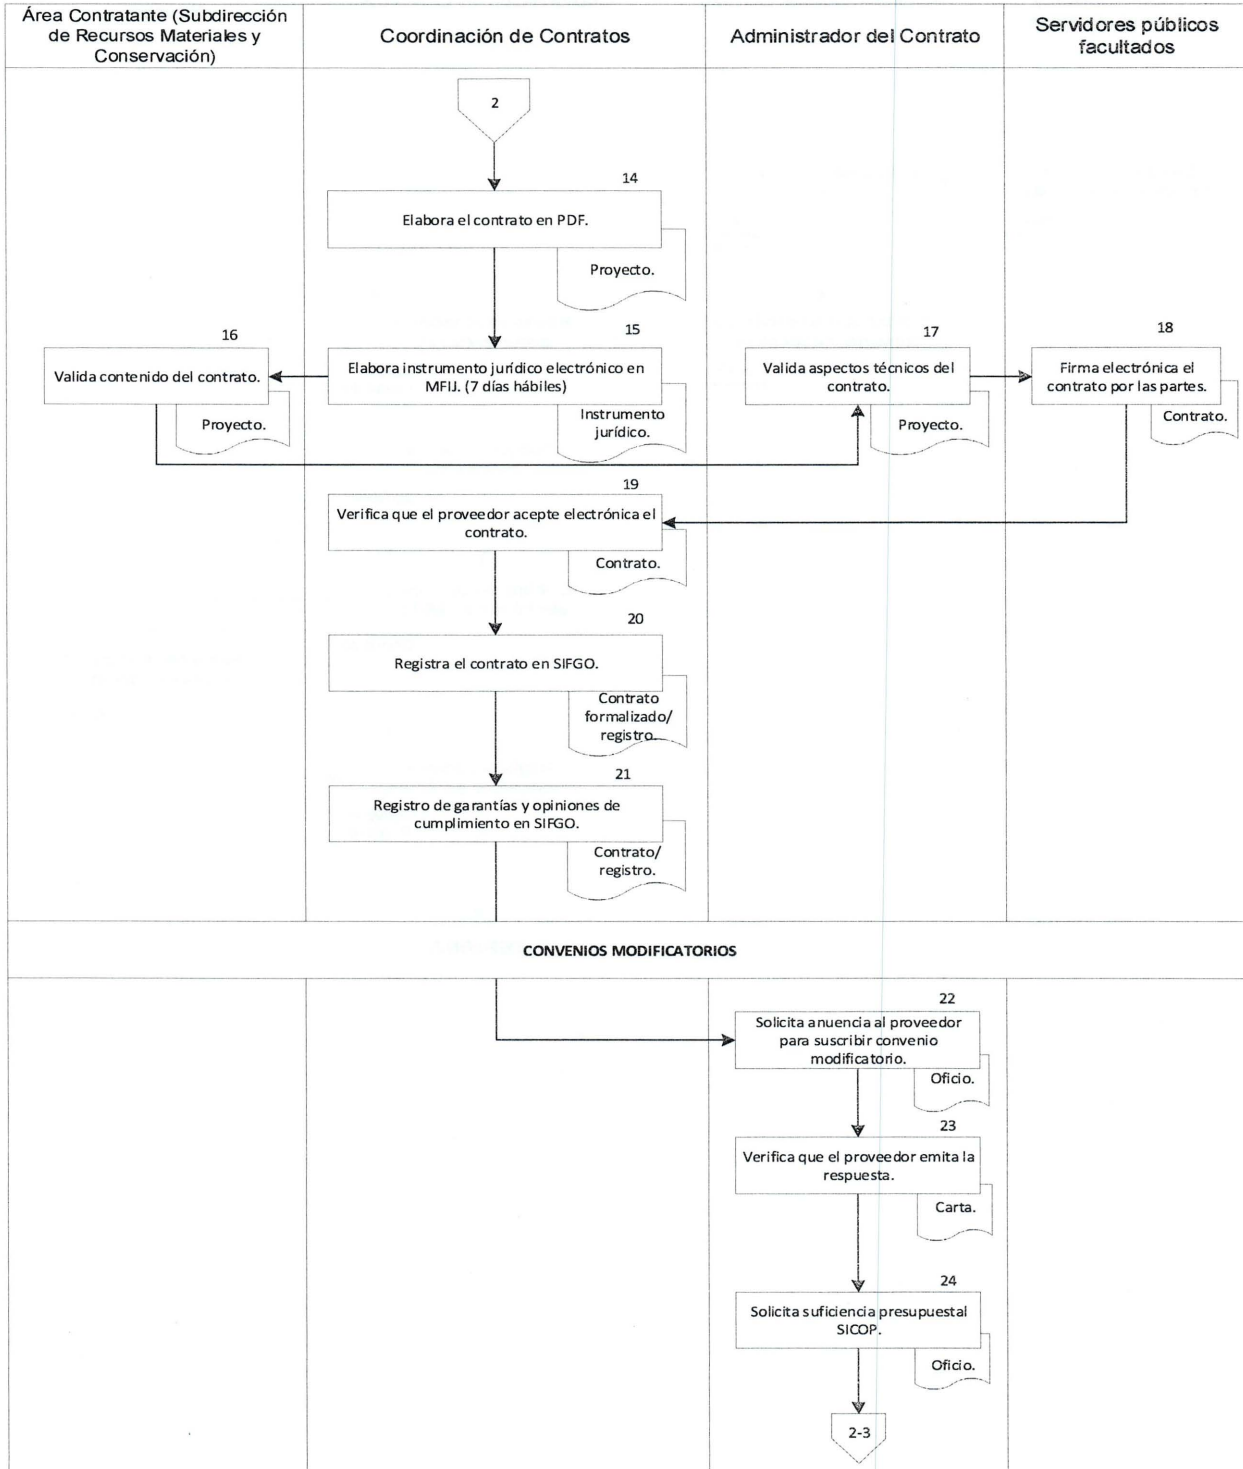 Área Contratante (Subdirección
de Recursos Materiales y
Conservación)
Coordinación de Contratos
Administrador del Contrato
Servidores públicos
facultados
2
14
Elabora el contrato en PDF.
Proyecto.
15
Elabora instrumento jurídico electrónico en
MFIJ. (7 días hábiles)
Instrumento
jurídico.
16
Valida contenido del contrato.
Proyecto.
17
Valida aspectos técnicos del
contrato.
Proyecto.
18
Firma electrónica el
contrato por las partes.
Contrato.
19
Verifica que el proveedor acepte electrónica el
contrato.
Contrato.
20
Registra el contrato en SIFGO.
Contrato
formalizado/
registro.
21
Registro de garantías y opiniones de
cumplimiento en SIFGO.
Contrato/
registro.
CONVENIOS MODIFICATORIOS
22
Solicita anuencia al proveedor
para suscribir convenio
modificatorio.
Oficio.
23
Verifica que el proveedor emita la
respuesta.
Carta.
24
Solicita suficiencia presupuestal
SICOP.
Oficio.
2-3